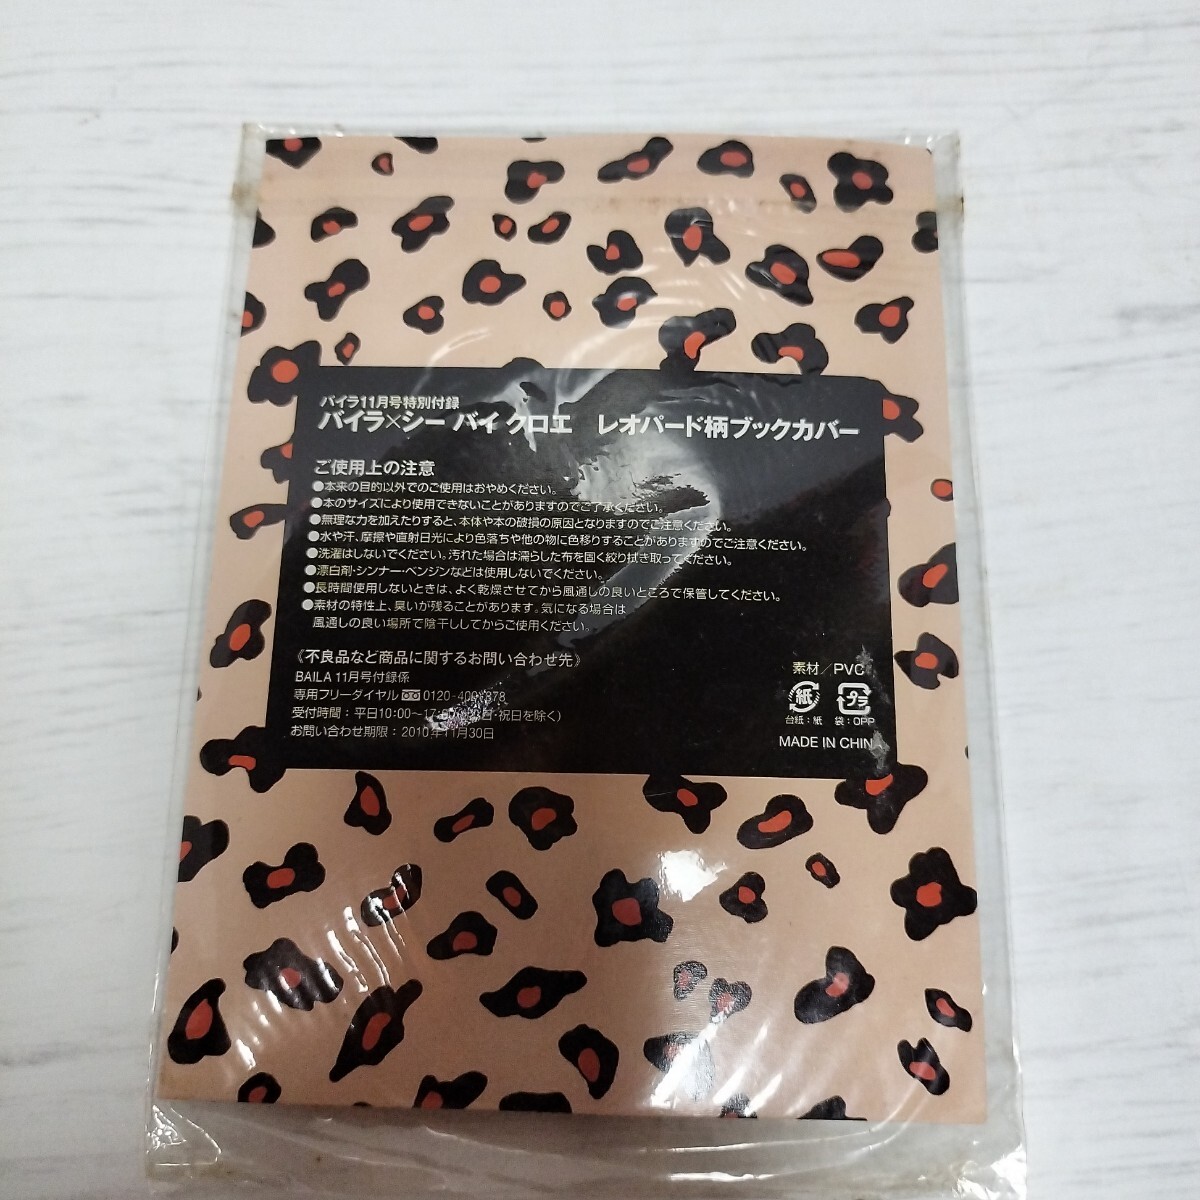 バイラ11月号特別付録
バイラ×シー バイ クロエ レオパード柄ブックカバー
ご使用上の注意
●本来の目的以外でのご使用はおやめください。
●本のサイズにより使用できないことがありますのでご了承ください。
●無理な力を加えたりすると、本体や本の破損の原因となりますのでご注意ください。
●水や汗、摩擦や直射日光により色落ちや他の物に色移りすることがありますのでご注意ください。
●洗濯はしないでください。汚れた場合は濡らした布を固く絞り拭き取ってください。
●漂白剤・シンナー・ベンジンなどは使用しないでください。
●長時間使用しないときは、よく乾燥させてから風通しの良いところで保管してください。
●素材の特性上、臭いが残ることがあります。気になる場合は
風通しの良い場所で陰干ししてからご使用ください。
《不良品など商品に関するお問い合わせ先》
BAILA 11月号付録係
専用フリーダイヤル 0120-400-378
受付時間：平日10:00〜17:00 ・祝日を除く)
お問い合わせ期限：2010年11月30日
素材／PVC
紙 プラ
台紙：紙 袋：OPP
MADE IN CHINA